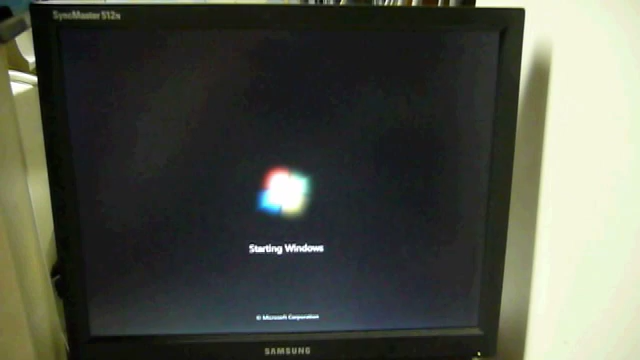 SyncMaster 512N
Starting Windows
© Microsoft Corporation
SAMSUNG